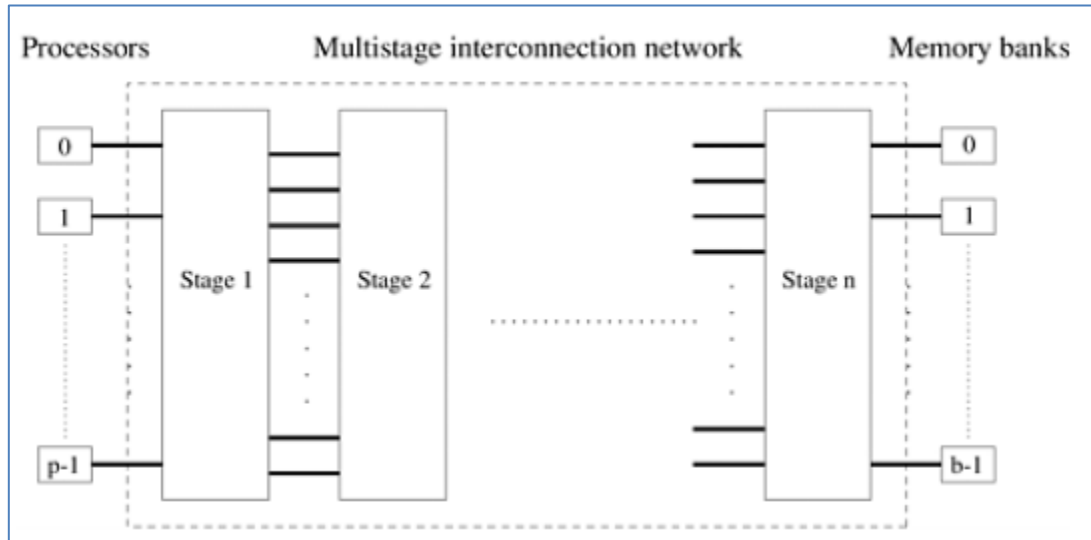 Processors Multistage interconnection network Memory banks
0 0
1 1
Stage 1 Stage 2 Stage n
p-1 b-1